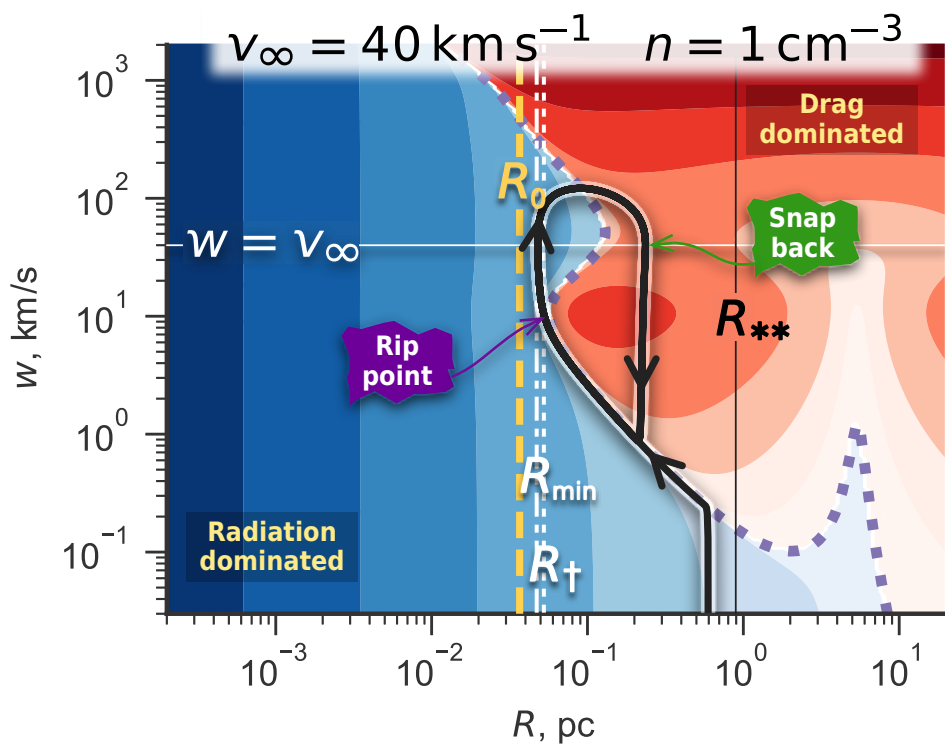 v∞ = 40 km s⁻¹ n = 1 cm⁻³
10³
Drag
dominated
10²
R₀
Snap
back
w = v∞
10¹
R**
Rip
point
w, km/s
10⁰
R_min
10⁻¹
Radiation
dominated
R†
10⁻³ 10⁻² 10⁻¹ 10⁰ 10¹
R, pc